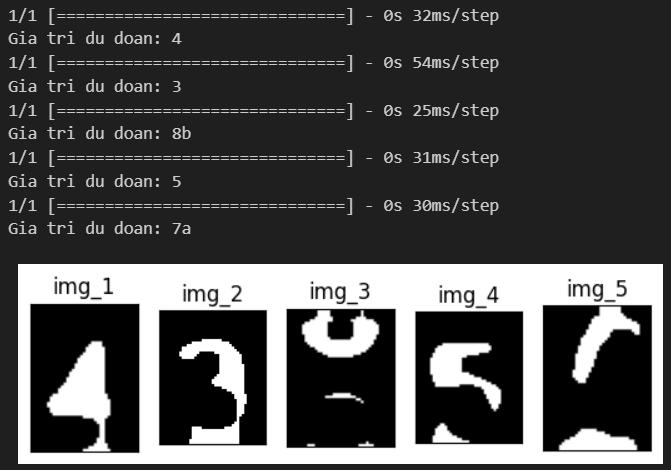 1/1 [==============================] - 0s 32ms/step
Gia tri du doan: 4
1/1 [==============================] - 0s 54ms/step
Gia tri du doan: 3
1/1 [==============================] - 0s 25ms/step
Gia tri du doan: 8b
1/1 [==============================] - 0s 31ms/step
Gia tri du doan: 5
1/1 [==============================] - 0s 30ms/step
Gia tri du doan: 7a
img_1 img_2 img_3 img_4 img_5
4 3